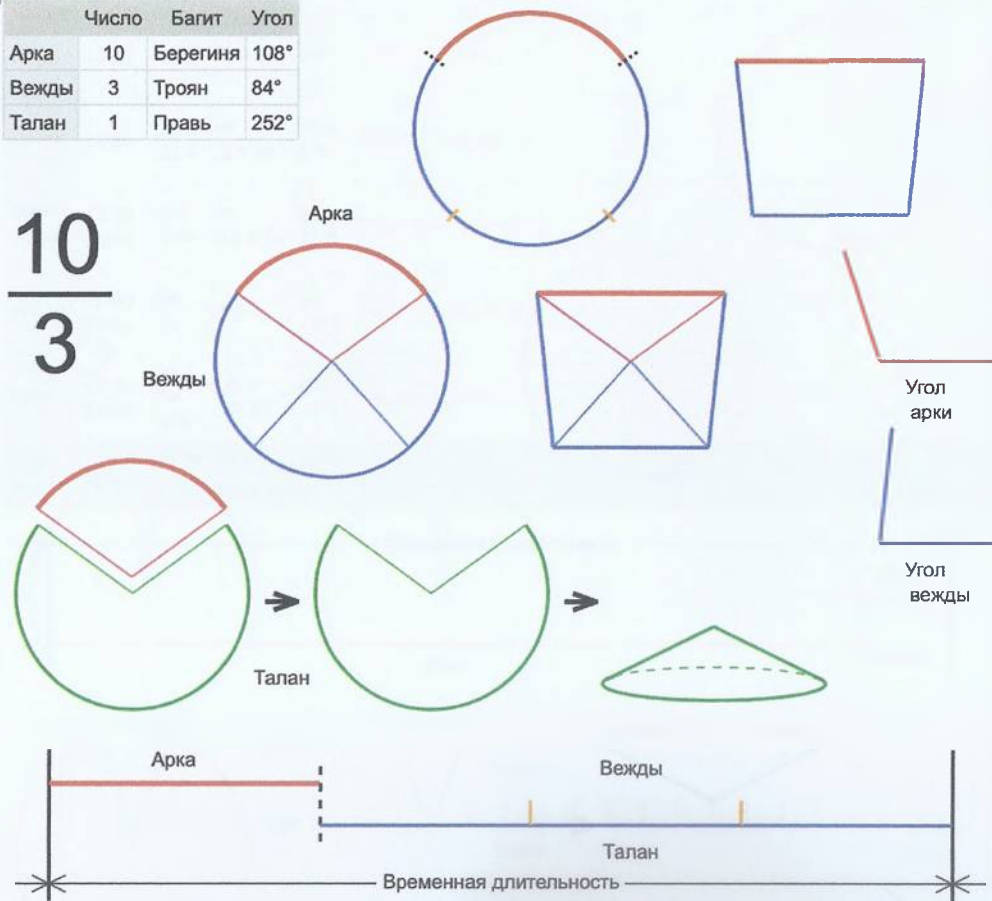 Число Багит Угол
Арка 10 Берегиня 108°
Вежды 3 Троян 84°
Талан 1 Правь 252°
10
3
Арка
Вежды
Угол
арки
Угол
вежды
Талан
Арка
Вежды
Талан
Временная длительность